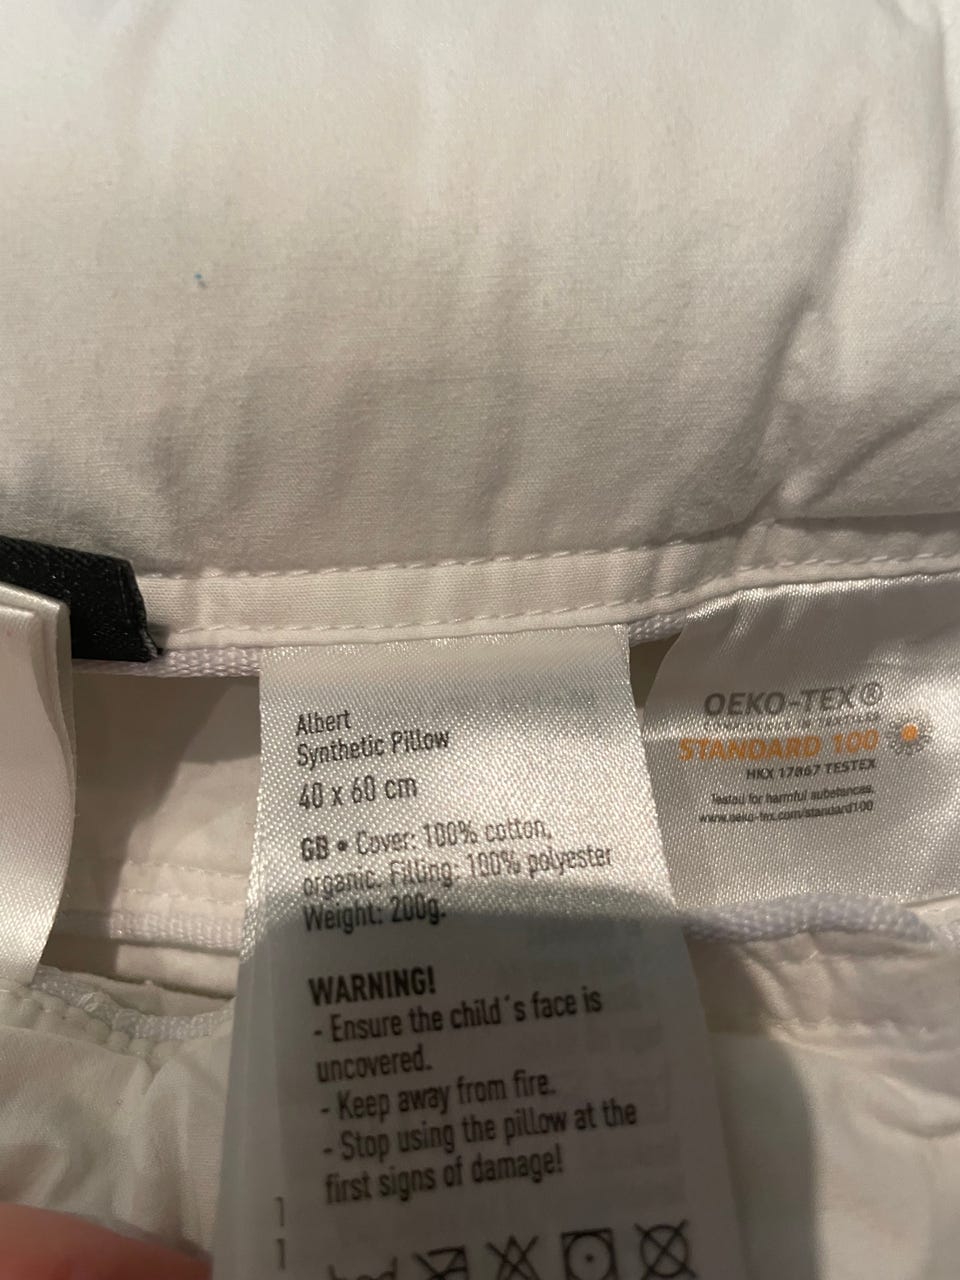 Albert
Synthetic Pillow
40 x 60 cm
GB • Cover: 100% cotton,
organic. Filling: 100% polyester
Weight: 200g.
WARNING!
- Ensure the child´s face is
uncovered.
- Keep away from fire.
- Stop using the pillow at the
first signs of damage!
1
1
OEKO-TEX®
STANDARD 100
HKX 17867 TESTEX
Tested for harmful substances.
www.oeko-tex.com/standard100